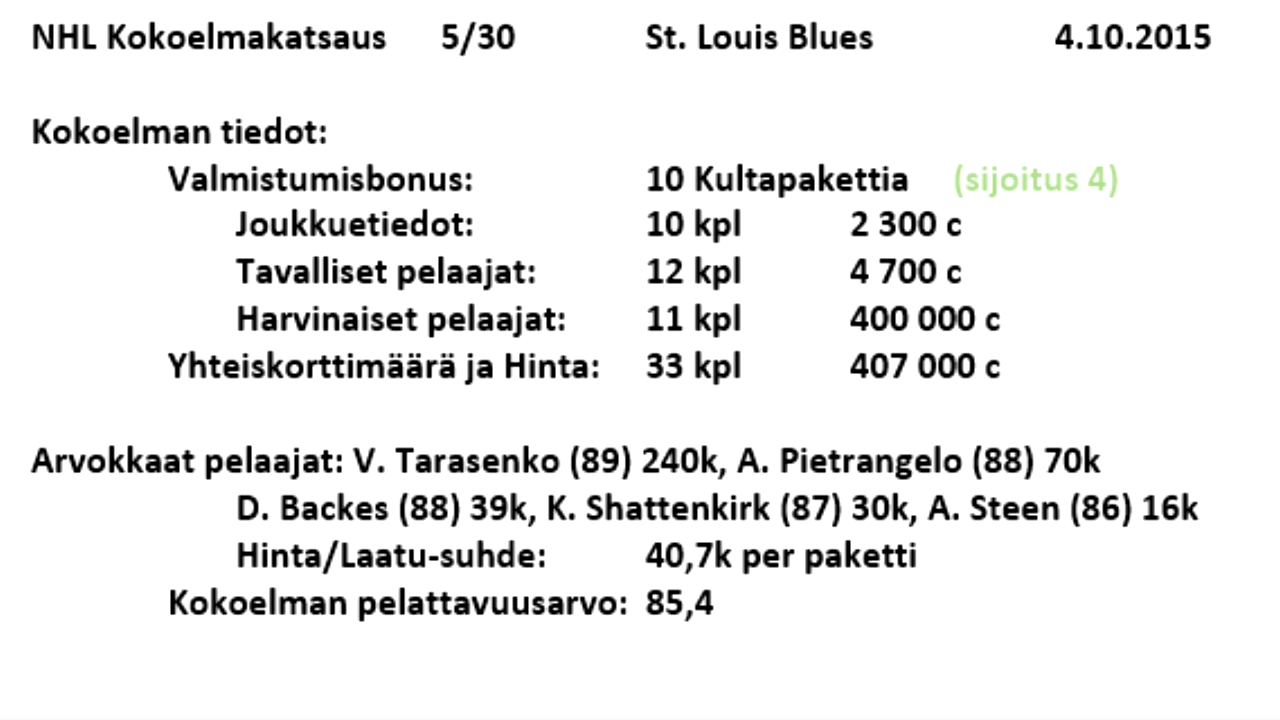 NHL Kokoelmakatsaus 5/30 St. Louis Blues 4.10.2015
Kokoelman tiedot:
Valmistumisbonus: 10 Kultapakettia (sijoitus 4)
Joukkuetiedot: 10 kpl 2 300 c
Tavalliset pelaajat: 12 kpl 4 700 c
Harvinaiset pelaajat: 11 kpl 400 000 c
Yhteiskorttimäärä ja Hinta: 33 kpl 407 000 c
Arvokkaat pelaajat: V. Tarasenko (89) 240k, A. Pietrangelo (88) 70k
D. Backes (88) 39k, K. Shattenkirk (87) 30k, A. Steen (86) 16k
Hinta/Laatu-suhde: 40,7k per paketti
Kokoelman pelattavuusarvo: 85,4